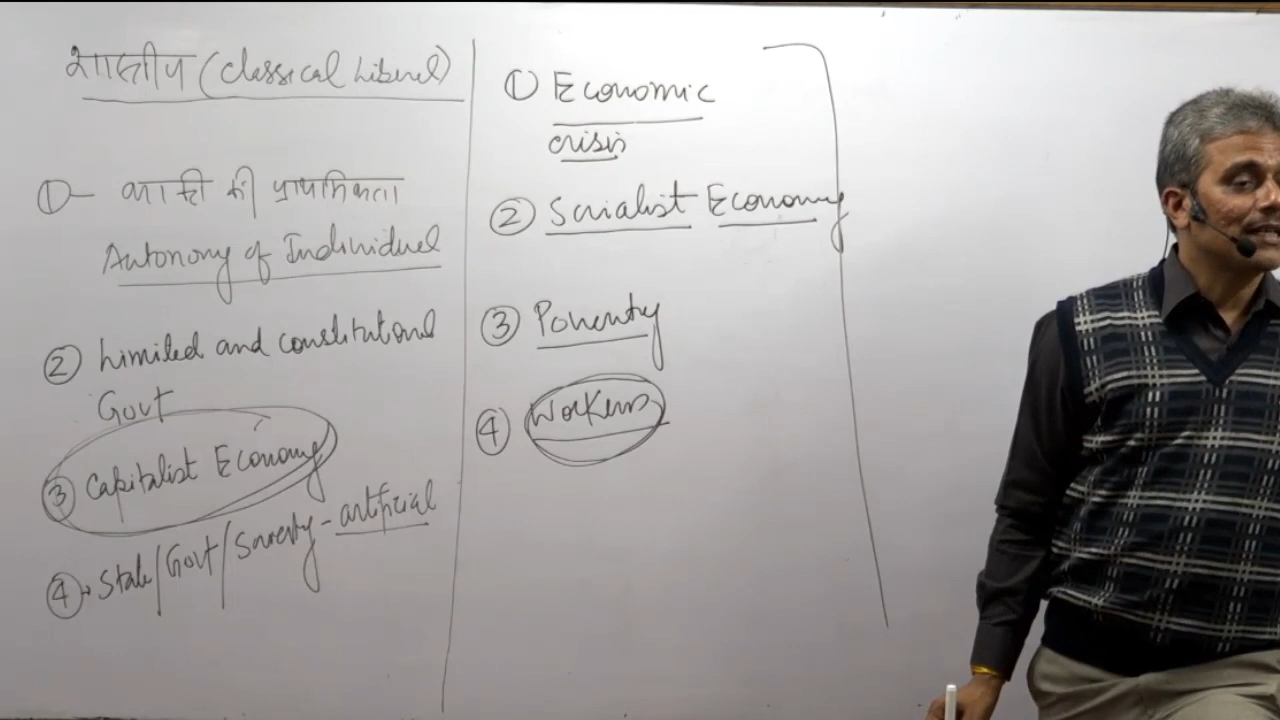 शास्त्रीय (Classical Liberal)
①- व्यक्ति की प्राथमिकता
Autonomy of Individual
② Limited and constitutional
Govt
③ Capitalist Economy
④ State/Govt/Society - artificial
① Economic
crisis
② Socialist Economy
③ Poverty
④ Workers